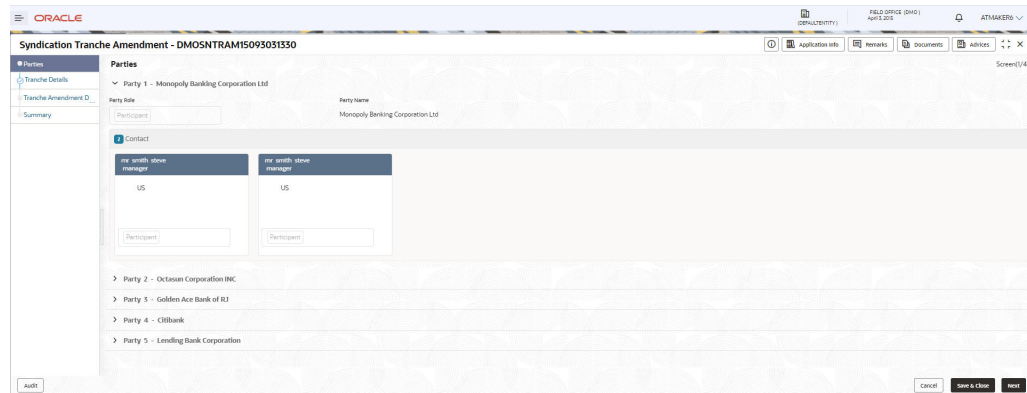 ORACLE
(DEFAULTENTITY)
FIELD OFFICE (DMO)
April 3, 2015
ATMAKER6
Syndication Tranche Amendment - DMOSNTRAM15093031330
Application Info
Remarks
Documents
Advices
Parties
Tranche Details
Tranche Amendment D...
Summary
Parties
Screen(1/4
Party 1 - Monopoly Banking Corporation Ltd
Party Role
Party Name
Participant
Monopoly Banking Corporation Ltd
2 Contact
mr smith steve
manager
US
Participant
mr smith steve
manager
US
Participant
Party 2 - Octasun Corporation INC
Party 3 - Golden Ace Bank of RJ
Party 4 - Citibank
Party 5 - Lending Bank Corporation
Audit
Cancel
Save & Close
Next